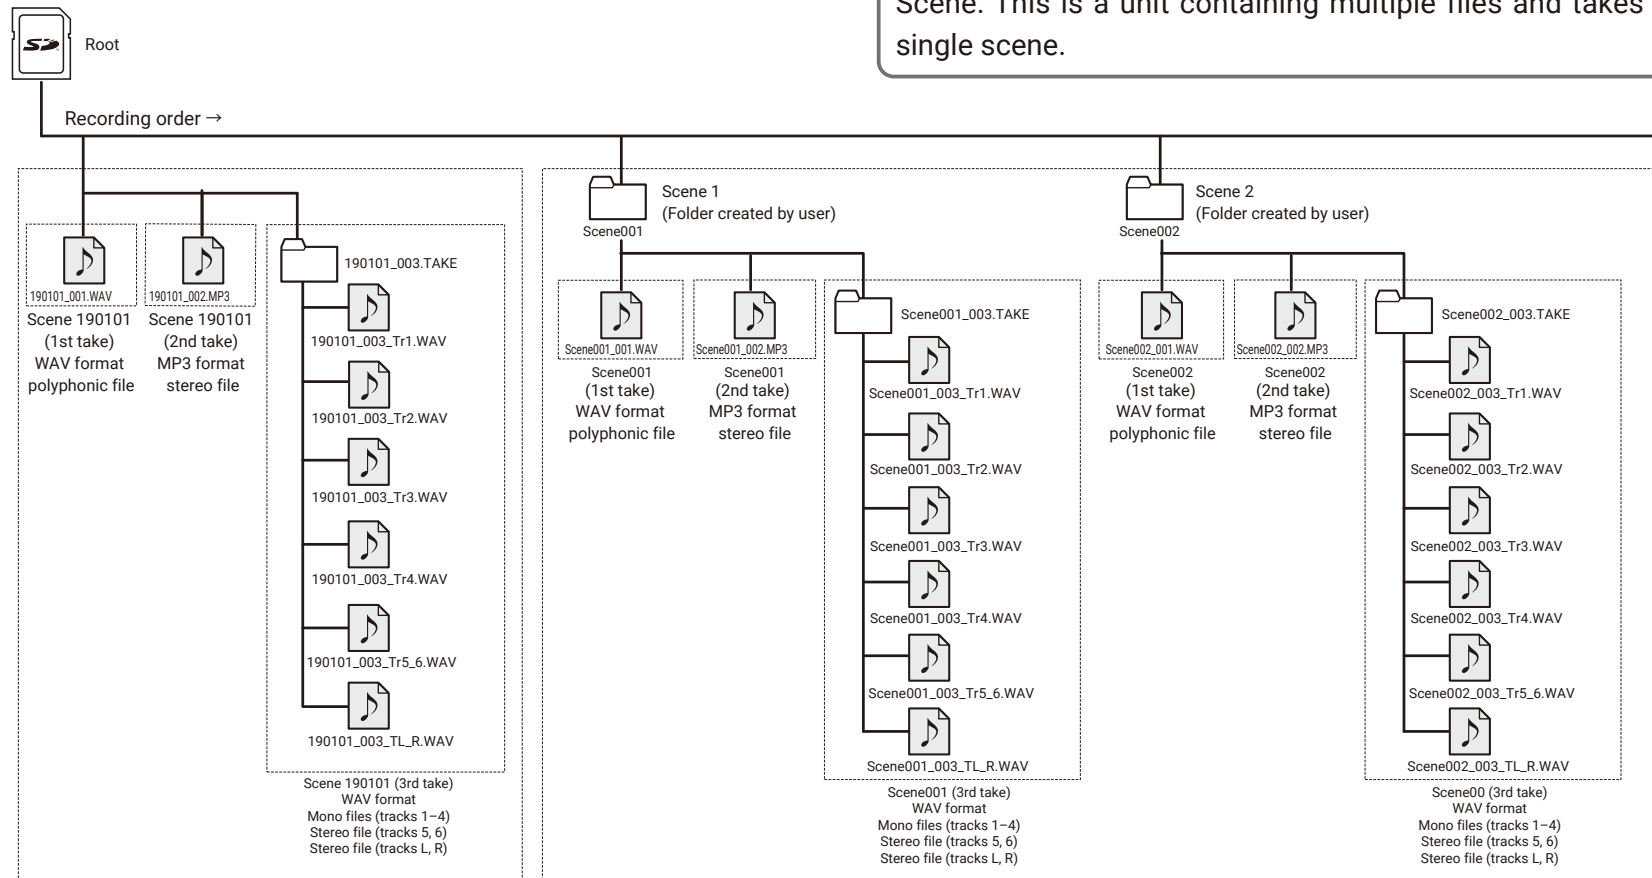 Scene: This is a unit containing multiple files and takes
single scene.
SD
Root
Recording order →
190101_001.WAV
Scene 190101
(1st take)
WAV format
polyphonic file
190101_002.MP3
Scene 190101
(2nd take)
MP3 format
stereo file
190101_003.TAKE
190101_003_Tr1.WAV
190101_003_Tr2.WAV
190101_003_Tr3.WAV
190101_003_Tr4.WAV
190101_003_Tr5_6.WAV
190101_003_TL_R.WAV
Scene 190101 (3rd take)
WAV format
Mono files (tracks 1–4)
Stereo file (tracks 5, 6)
Stereo file (tracks L, R)
Scene 1
(Folder created by user)
Scene001
Scene001_001.WAV
Scene001
(1st take)
WAV format
polyphonic file
Scene001_002.MP3
Scene001
(2nd take)
MP3 format
stereo file
Scene001_003.TAKE
Scene001_003_Tr1.WAV
Scene001_003_Tr2.WAV
Scene001_003_Tr3.WAV
Scene001_003_Tr4.WAV
Scene001_003_Tr5_6.WAV
Scene001_003_TL_R.WAV
Scene001 (3rd take)
WAV format
Mono files (tracks 1–4)
Stereo file (tracks 5, 6)
Stereo file (tracks L, R)
Scene 2
(Folder created by user)
Scene002
Scene002_001.WAV
Scene002
(1st take)
WAV format
polyphonic file
Scene002_002.MP3
Scene002
(2nd take)
MP3 format
stereo file
Scene002_003.TAKE
Scene002_003_Tr1.WAV
Scene002_003_Tr2.WAV
Scene002_003_Tr3.WAV
Scene002_003_Tr4.WAV
Scene002_003_Tr5_6.WAV
Scene002_003_TL_R.WAV
Scene00 (3rd take)
WAV format
Mono files (tracks 1–4)
Stereo file (tracks 5, 6)
Stereo file (tracks L, R)